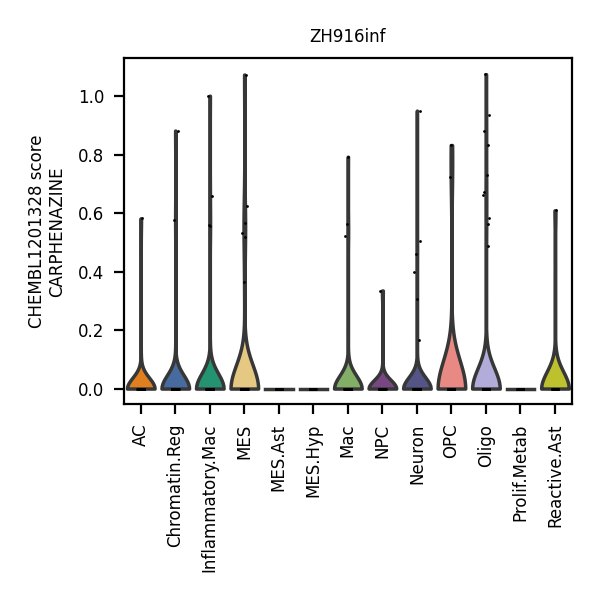 ZH916inf
CHEMBL1201328 score
CARPHENAZINE
1.0
0.8
0.6
0.4
0.2
0.0
AC
Chromatin.Reg
Inflammatory.Mac
MES
MES.Ast
MES.Hyp
Mac
NPC
Neuron
OPC
Oligo
Prolif.Metab
Reactive.Ast